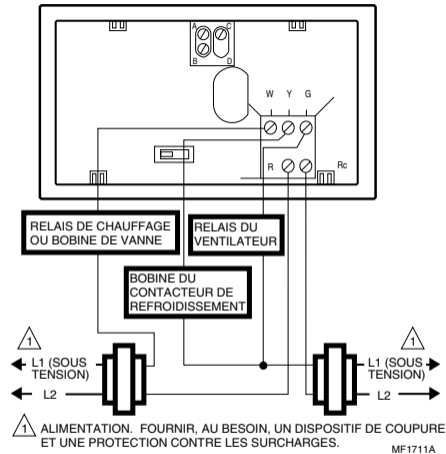 A C
B D
W Y G
R Rc
RELAIS DE CHAUFFAGE
OU BOBINE DE VANNE
RELAIS DU
VENTILATEUR
BOBINE DU
CONTACTEUR DE
REFROIDISSEMENT
1
L1 (SOUS
TENSION)
L2
1
L1 (SOUS
TENSION)
L2
1 ALIMENTATION. FOURNIR, AU BESOIN, UN DISPOSITIF DE COUPURE
ET UNE PROTECTION CONTRE LES SURCHARGES.
MF1711A